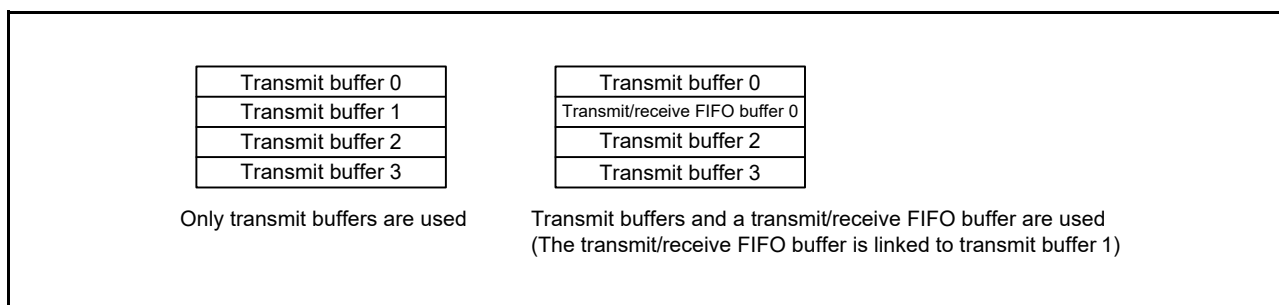 Transmit buffer 0
Transmit buffer 1
Transmit buffer 2
Transmit buffer 3
Only transmit buffers are used
Transmit buffer 0
Transmit/receive FIFO buffer 0
Transmit buffer 2
Transmit buffer 3
Transmit buffers and a transmit/receive FIFO buffer are used
(The transmit/receive FIFO buffer is linked to transmit buffer 1)